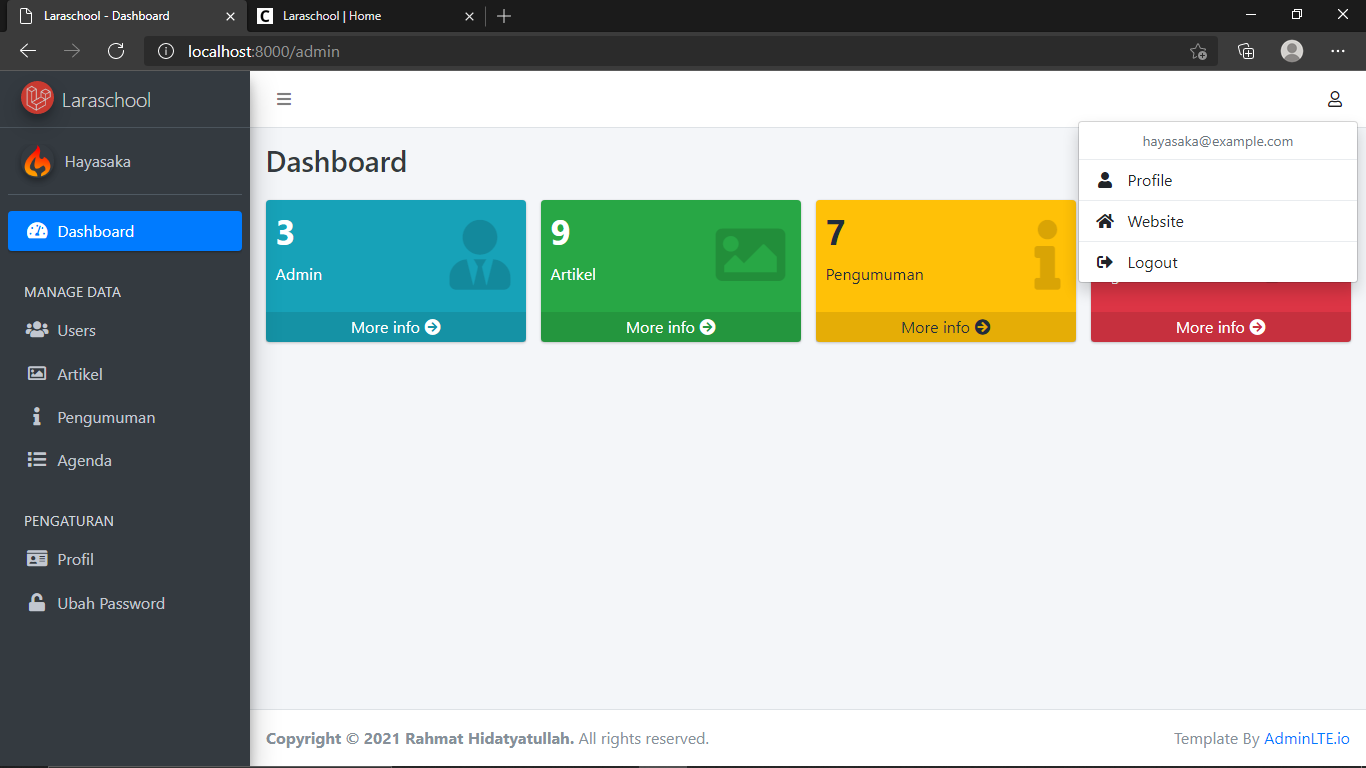 Laraschool - Dashboard
Laraschool | Home
localhost:8000/admin
Laraschool
Hayasaka
Dashboard
MANAGE DATA
Users
Artikel
Pengumuman
Agenda
PENGATURAN
Profil
Ubah Password
hayasaka@example.com
Profile
Website
Logout
Dashboard
3
Admin
More info
9
Artikel
More info
7
Pengumuman
More info
More info
Copyright © 2021 Rahmat Hidatyatullah. All rights reserved.
Template By AdminLTE.io